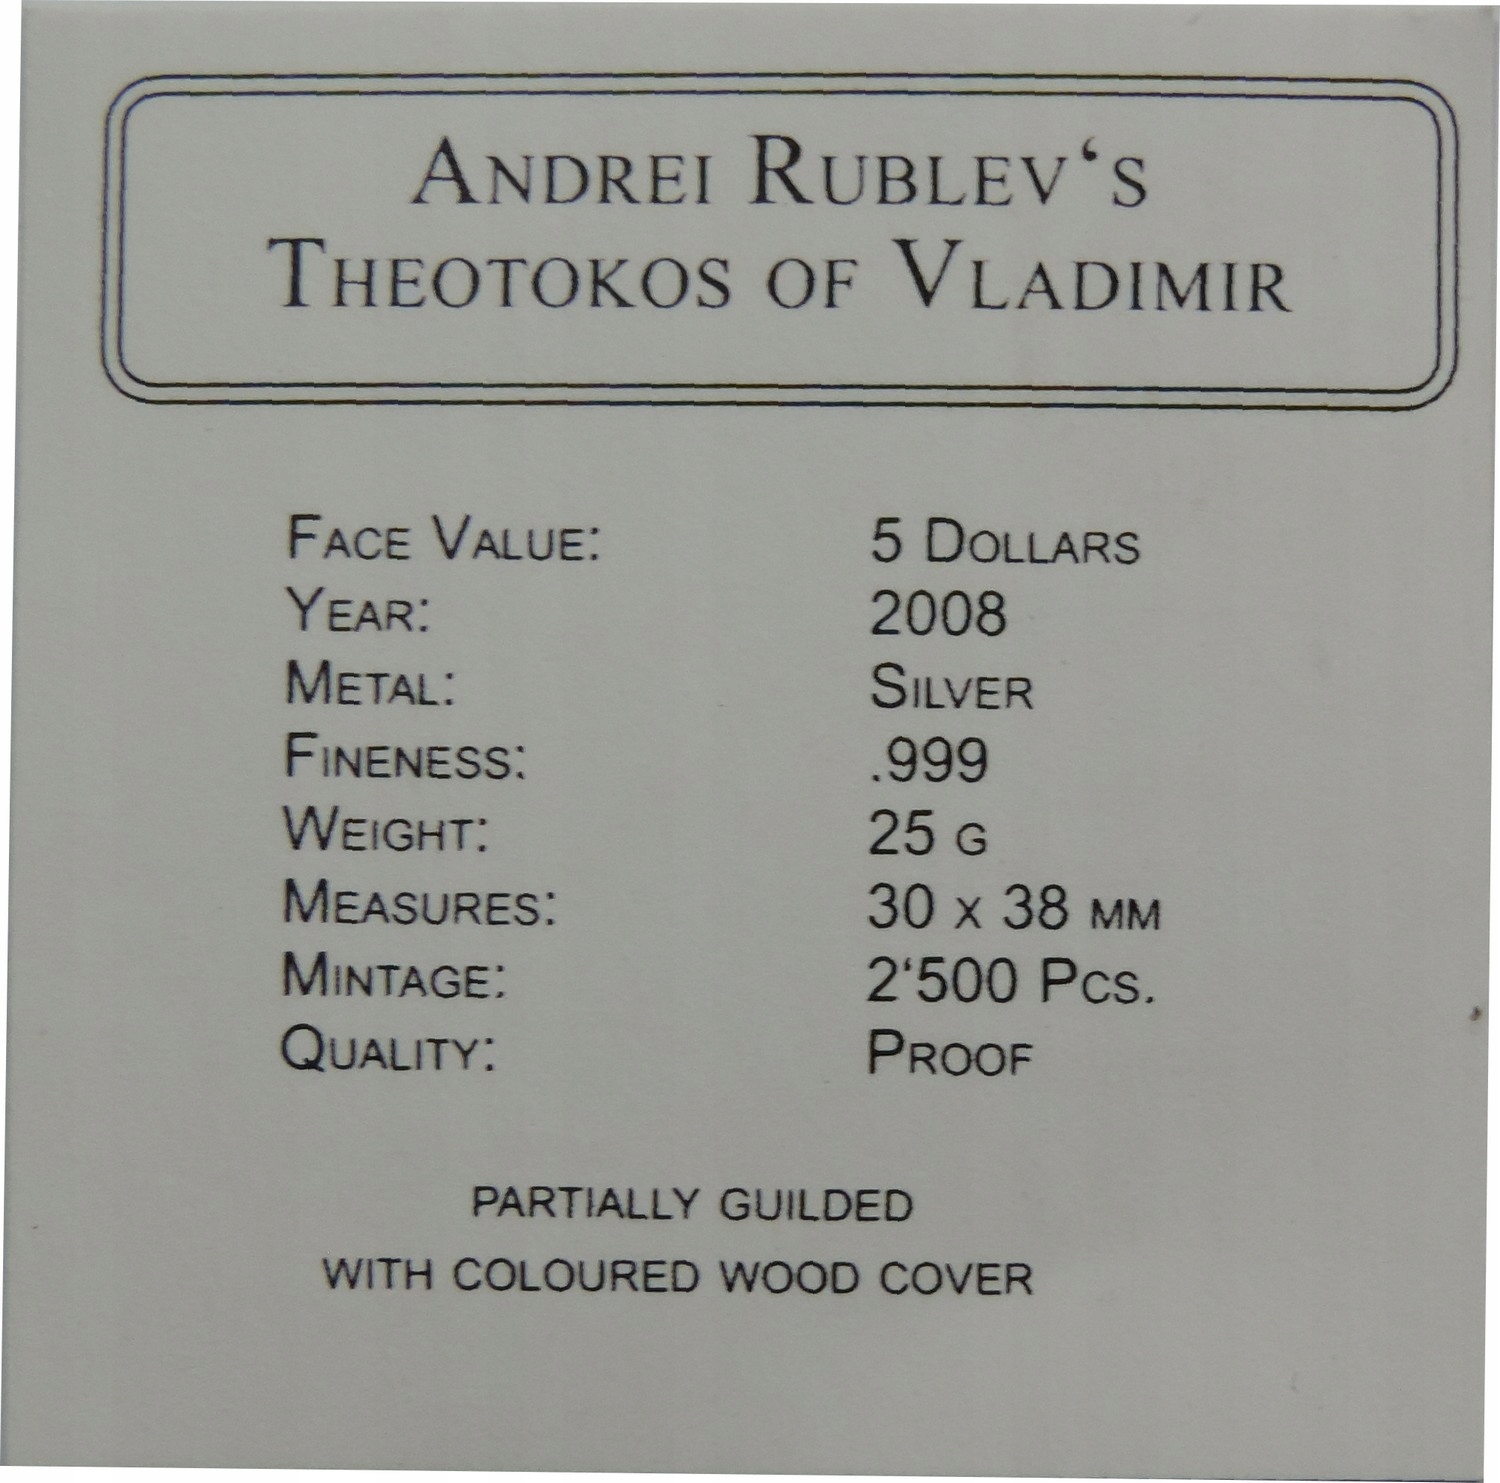 ANDREI RUBLEV‘S
THEOTOKOS OF VLADIMIR
FACE VALUE: 5 DOLLARS
YEAR: 2008
METAL: SILVER
FINENESS: .999
WEIGHT: 25 G
MEASURES: 30 X 38 MM
MINTAGE: 2‘500 PCS.
QUALITY: PROOF
PARTIALLY GUILDED
WITH COLOURED WOOD COVER